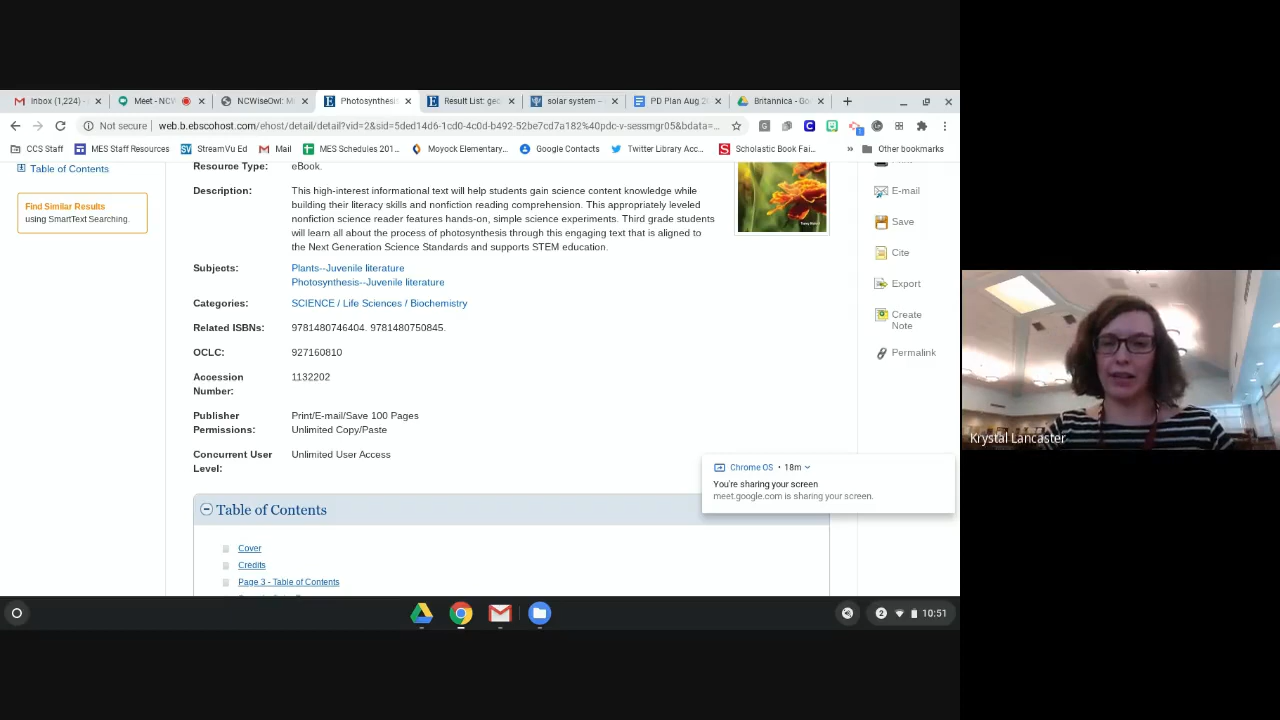 Inbox (1,224) -
Meet - NCW
NCWiseOwl: M
Photosynthesis
Result List: geo
solar system --
PD Plan Aug 2
Britannica - Go
Not secure
web.b.ebscohost.com/ehost/detail/detail?vid=2&sid=5ded14d6-1cd0-4c0d-b492-52be7cd7a182%40pdc-v-sessmgr05&bdata=...
CCS Staff
MES Staff Resources
StreamVu Ed
Mail
MES Schedules 201...
Moyock Elementary...
Google Contacts
Twitter Library Acc...
Scholastic Book Fai...
»
Other bookmarks
Table of Contents
Find Similar Results
using SmartText Searching.
Resource Type: eBook.
Description: This high-interest informational text will help students gain science content knowledge while
building their literacy skills and nonfiction reading comprehension. This appropriately leveled
nonfiction science reader features hands-on, simple science experiments. Third grade students
will learn all about the process of photosynthesis through this engaging text that is aligned to
the Next Generation Science Standards and supports STEM education.
Subjects: Plants--Juvenile literature
Photosynthesis--Juvenile literature
Categories: SCIENCE / Life Sciences / Biochemistry
Related ISBNs: 9781480746404. 9781480750845.
OCLC: 927160810
Accession Number: 1132202
Publisher Permissions: Print/E-mail/Save 100 Pages
Unlimited Copy/Paste
Concurrent User Level: Unlimited User Access
Table of Contents
Cover
Credits
Page 3 - Table of Contents
E-mail
Save
Cite
Export
Create
Note
Permalink
Chrome OS • 18m
You're sharing your screen
meet.google.com is sharing your screen.
2
10:51
Krystal Lancaster